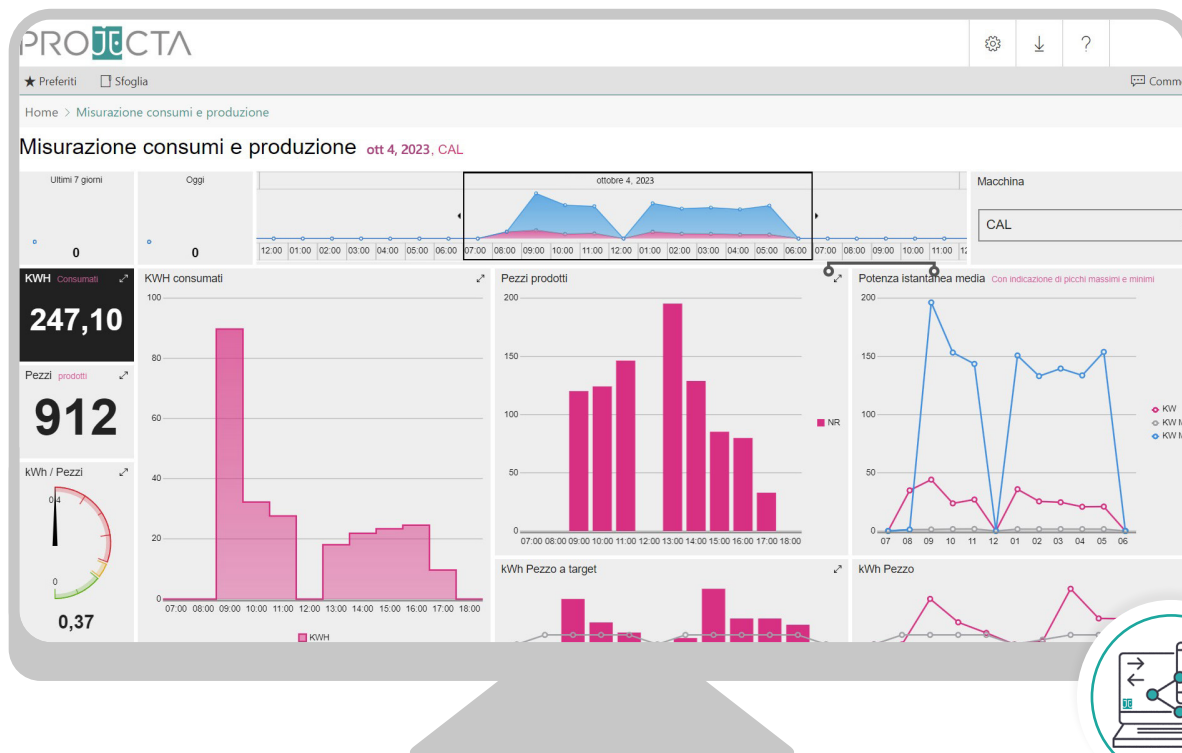 PROJECTA
★ Preferiti Sfoglia
Home > Misurazione consumi e produzione
Misurazione consumi e produzione ott 4, 2023, CAL
Ultimi 7 giorni
0
Oggi
0
ottobre 4, 2023
12:00 01:00 02:00 03:00 04:00 05:00 06:00 07:00 08:00 09:00 10:00 11:00 12:00 01:00 02:00 03:00 04:00 05:00 06:00 07:00 08:00 09:00 10:00 11:00
Macchina
CAL
KWH Consumati
247,10
Pezzi prodotti
912
kWh / Pezzi
0,4
0
0,37
KWH consumati
100
80
60
40
20
0
07:00 08:00 09:00 10:00 11:00 12:00 13:00 14:00 15:00 16:00 17:00 18:00
KWH
Pezzi prodotti
200
150
100
50
0
07:00 08:00 09:00 10:00 11:00 12:00 13:00 14:00 15:00 16:00 17:00 18:00
NR
Potenza istantanea media Con indicazione di picchi massimi e minimi
200
150
100
50
0
07 08 09 10 11 12 01 02 03 04 05 06
KW
KW M
KW M
kWh Pezzo a target
kWh Pezzo